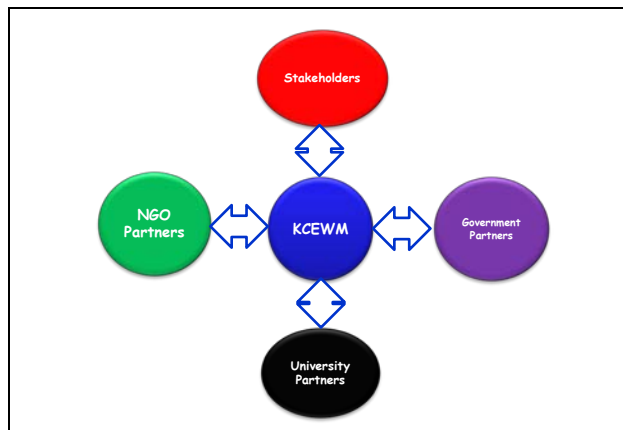 Stakeholders
NGO
Partners
KCEWM
Government
Partners
University
Partners